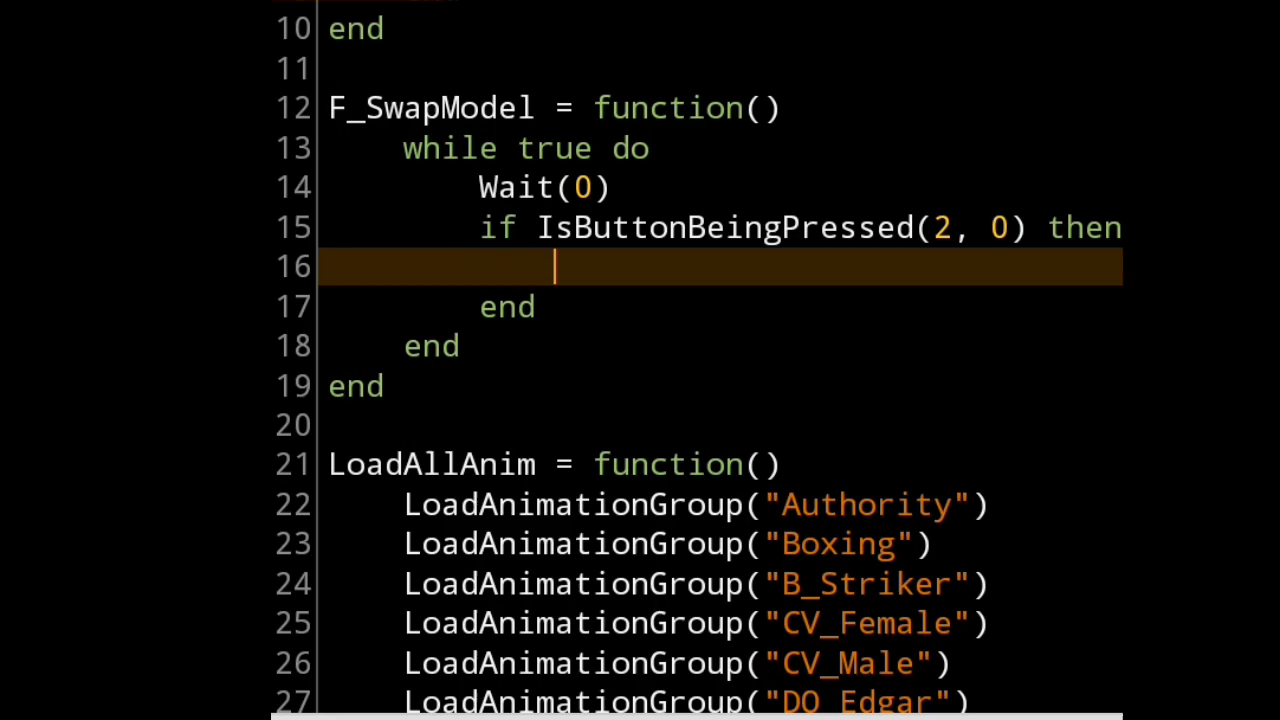 10 end
11
12 F_SwapModel = function()
13 while true do
14 Wait(0)
15 if IsButtonBeingPressed(2, 0) then
16
17 end
18 end
19 end
20
21 LoadAllAnim = function()
22 LoadAnimationGroup("Authority")
23 LoadAnimationGroup("Boxing")
24 LoadAnimationGroup("B_Striker")
25 LoadAnimationGroup("CV_Female")
26 LoadAnimationGroup("CV_Male")
27 LoadAnimationGroup("DO_Edgar")